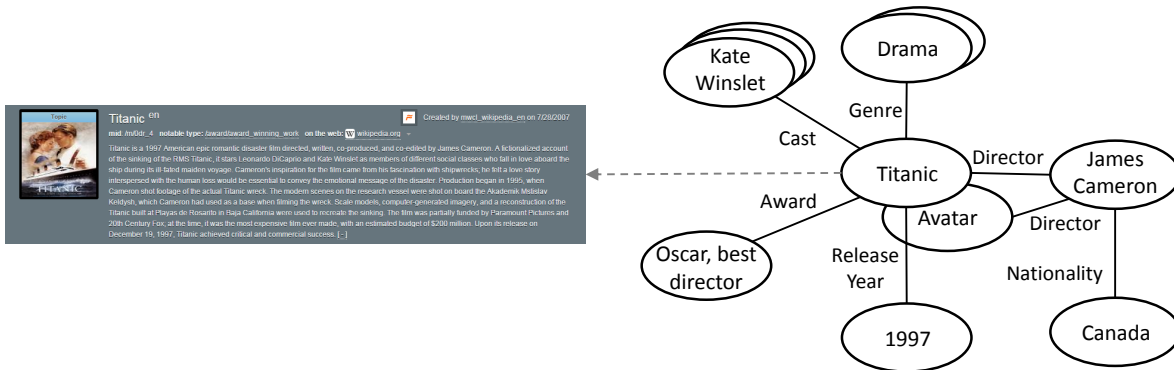 Topic
TITANIC
Titanic en
Created by mwcl_wikipedia_en on 7/28/2007
mid: /m/0dr_4 notable type: /award/award_winning_work on the web: W wikipedia.org
Titanic is a 1997 American epic romantic disaster film directed, written, co-produced, and co-edited by James Cameron. A fictionalized account
of the sinking of the RMS Titanic, it stars Leonardo DiCaprio and Kate Winslet as members of different social classes who fall in love aboard the
ship during its ill-fated maiden voyage. Cameron's inspiration for the film came from his fascination with shipwrecks; he felt a love story
interspersed with the human loss would be essential to convey the emotional message of the disaster. Production began in 1995, when
Cameron shot footage of the actual Titanic wreck. The modern scenes on the research vessel were shot on board the Akademik Mstislav
Keldysh, which Cameron had used as a base when filming the wreck. Scale models, computer-generated imagery, and a reconstruction of the
Titanic built at Playas de Rosarito in Baja California were used to recreate the sinking. The film was partially funded by Paramount Pictures and
20th Century Fox; at the time, it was the most expensive film ever made, with an estimated budget of $200 million. Upon its release on
December 19, 1997, Titanic achieved critical and commercial success. [–]
Kate
Winslet
Drama
Genre
Cast
Titanic
Director
James
Cameron
Award
Avatar
Director
Oscar, best
director
Release
Year
Nationality
1997
Canada